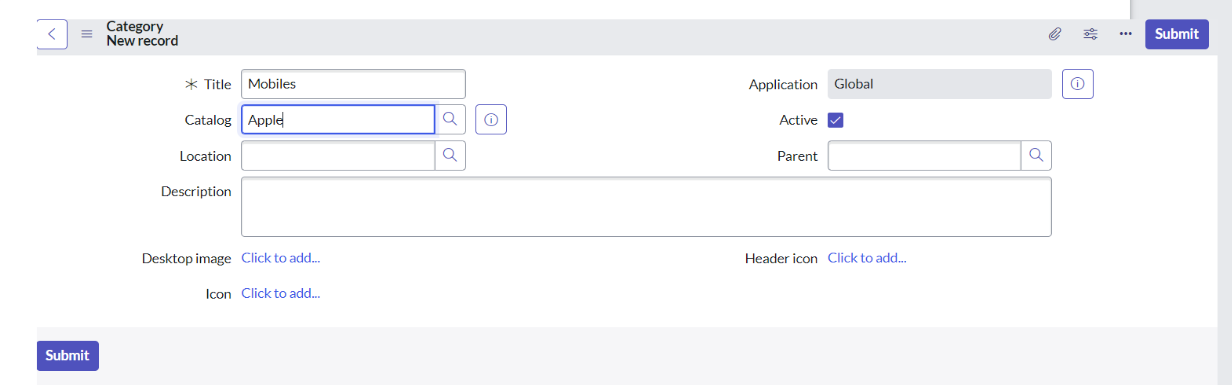 Category
New record
Submit
Title Mobiles
Application Global
Catalog Apple
Active
Location
Parent
Description
Desktop image Click to add...
Header icon Click to add...
Icon Click to add...
Submit